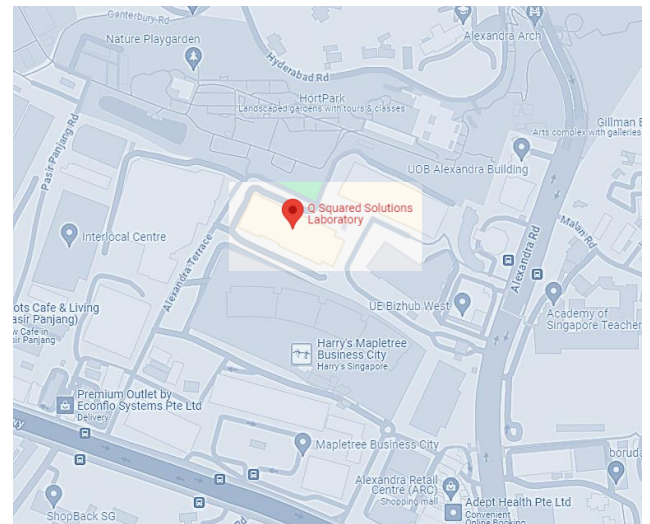 Canterbury Rd
Nature Playgarden
Alexandra Arch
Hyderabad Rd
HortPark
Landscaped gardens with tours & classes
Gillman
Arts complex with galleries
Pasir Panjang Rd
UOB Alexandra Building
Q Squared Solutions
Laboratory
Malan Rd
Interlocal Centre
Alexandra Rd
Alexandra Terrace
ots Cafe & Living
asir Panjang)
Cafe in
sir Panjang
UE Bizhub West
Academy of
Singapore Teacher
Harry's Mapletree
Business City
Harry's Singapore
Premium Outlet by
Econflo Systems Pte Ltd
Delivery
Mapletree Business City
Alexandra Retail
Centre (ARC)
Shopping mall
Adept Health Pte Ltd
Convenient
Online Booking
ShopBack SG
Rd